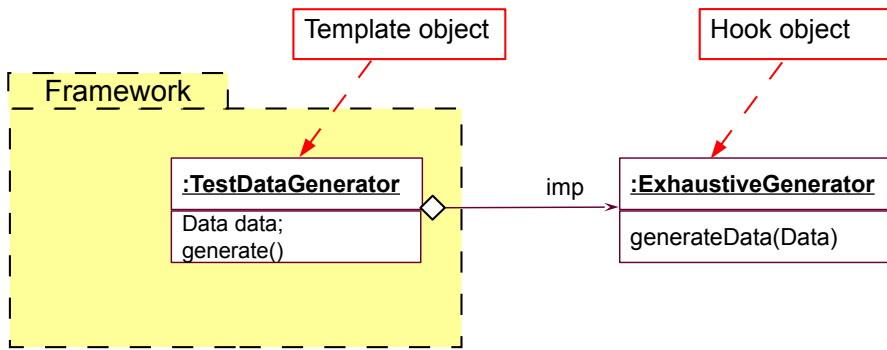 Template object
Hook object
Framework
:TestDataGenerator
imp
:ExhaustiveGenerator
Data data;
generate()
generateData(Data)